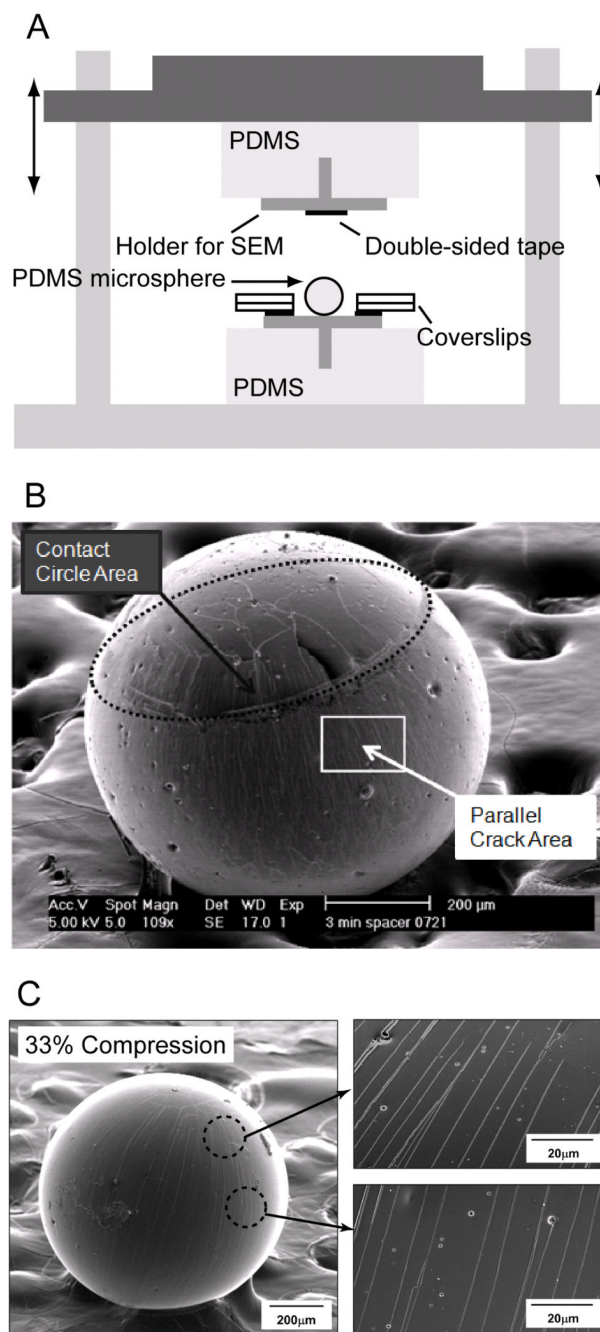 A
PDMS
Holder for SEM
Double-sided tape
PDMS microsphere
Coverslips
PDMS
B
Contact
Circle Area
Parallel
Crack Area
Acc.V Spot Magn Det WD Exp
200 µm
5.00 kV 5.0 109x SE 17.0 1 3 min spacer 0721
C
33% Compression
20µm
200µm
20µm